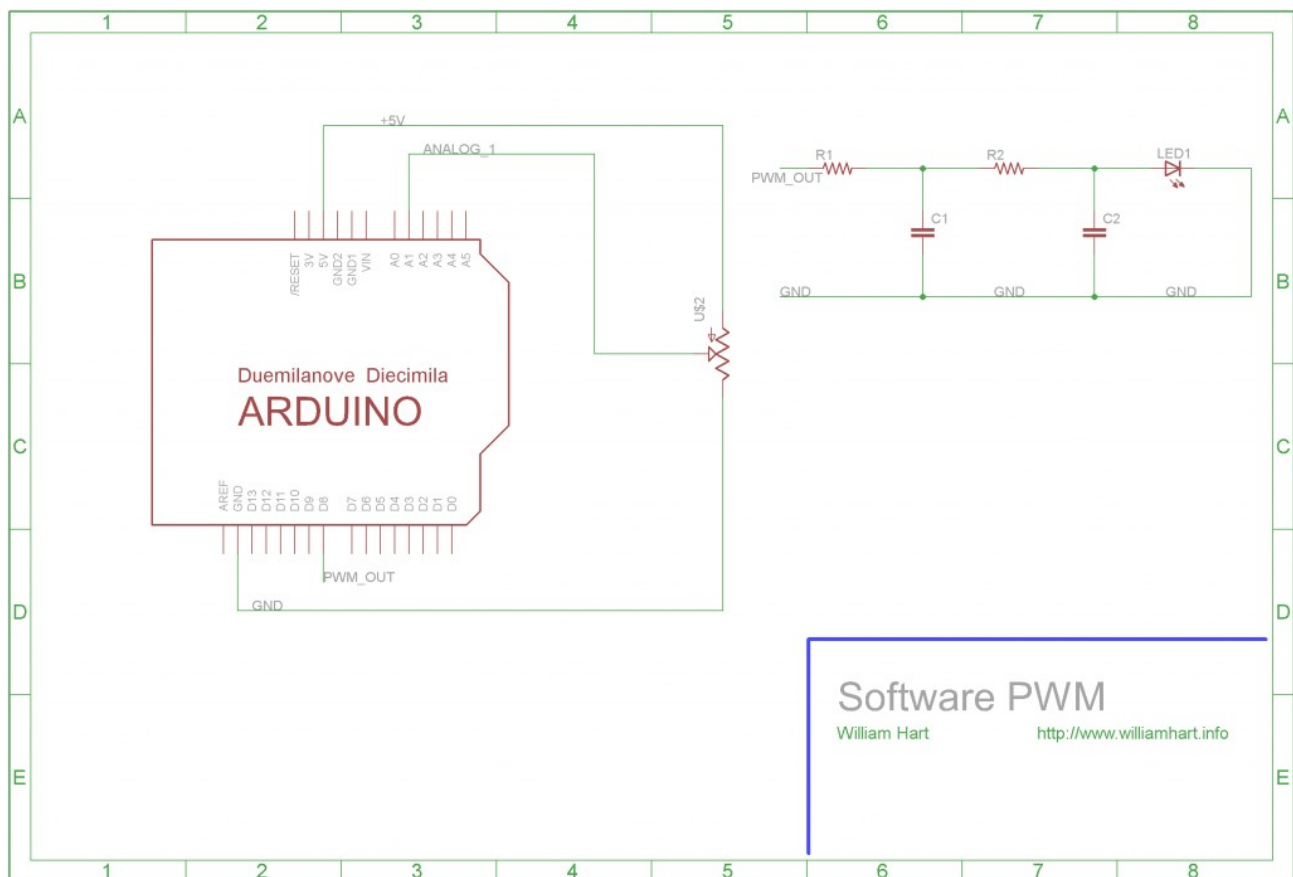 1 2 3 4 5 6 7 8
A A
+5V
ANALOG_1
R1 R2 LED1
PWM_OUT
C1 C2
/RESET 3V 5V GND2 GND1 VIN A0 A1 A2 A3 A4 A5
B B
GND GND GND
U$2
Duemilanove Diecimila
ARDUINO
C C
AREF GND D13 D12 D11 D10 D9 D8 D7 D6 D5 D4 D3 D2 D1 D0
PWM_OUT
GND
D D
Software PWM
William Hart http://www.williamhart.info
E E
1 2 3 4 5 6 7 8